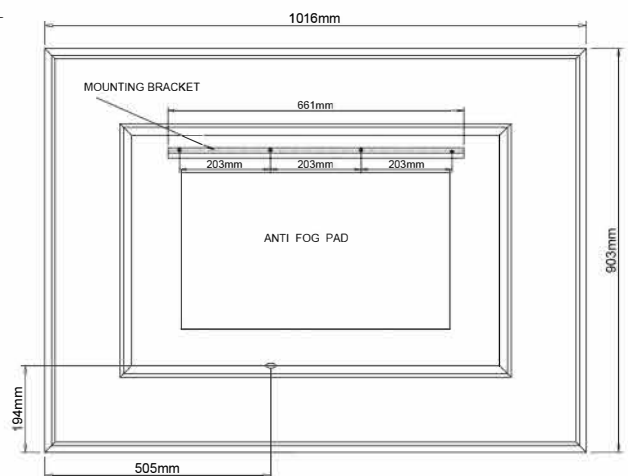 1016mm
MOUNTING BRACKET
661mm
203mm 203mm 203mm
ANTI FOG PAD
903mm
194mm
505mm